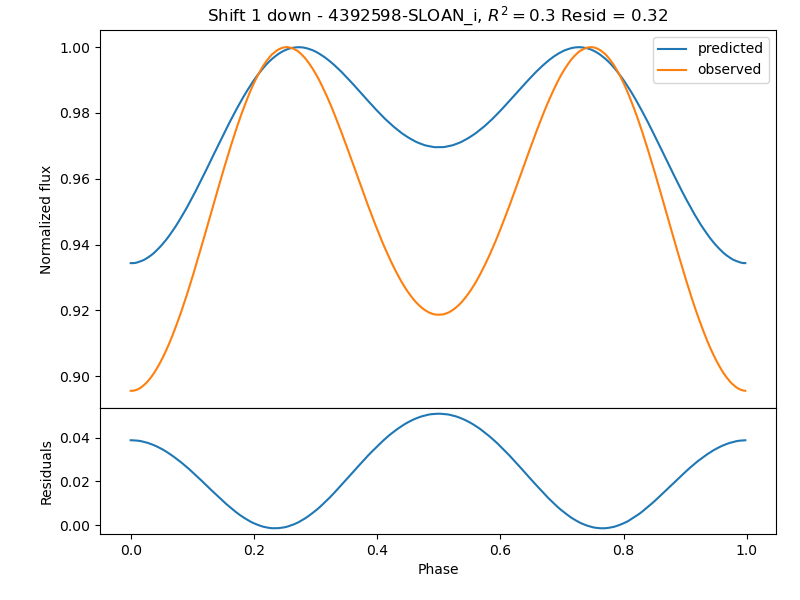 Shift 1 down - 4392598-SLOAN_i, $R^2 = 0.3$ Resid = 0.32
predicted
observed
1.00
0.98
0.96
0.94
0.92
0.90
Normalized flux
0.04
0.02
0.00
Residuals
0.0 0.2 0.4 0.6 0.8 1.0
Phase